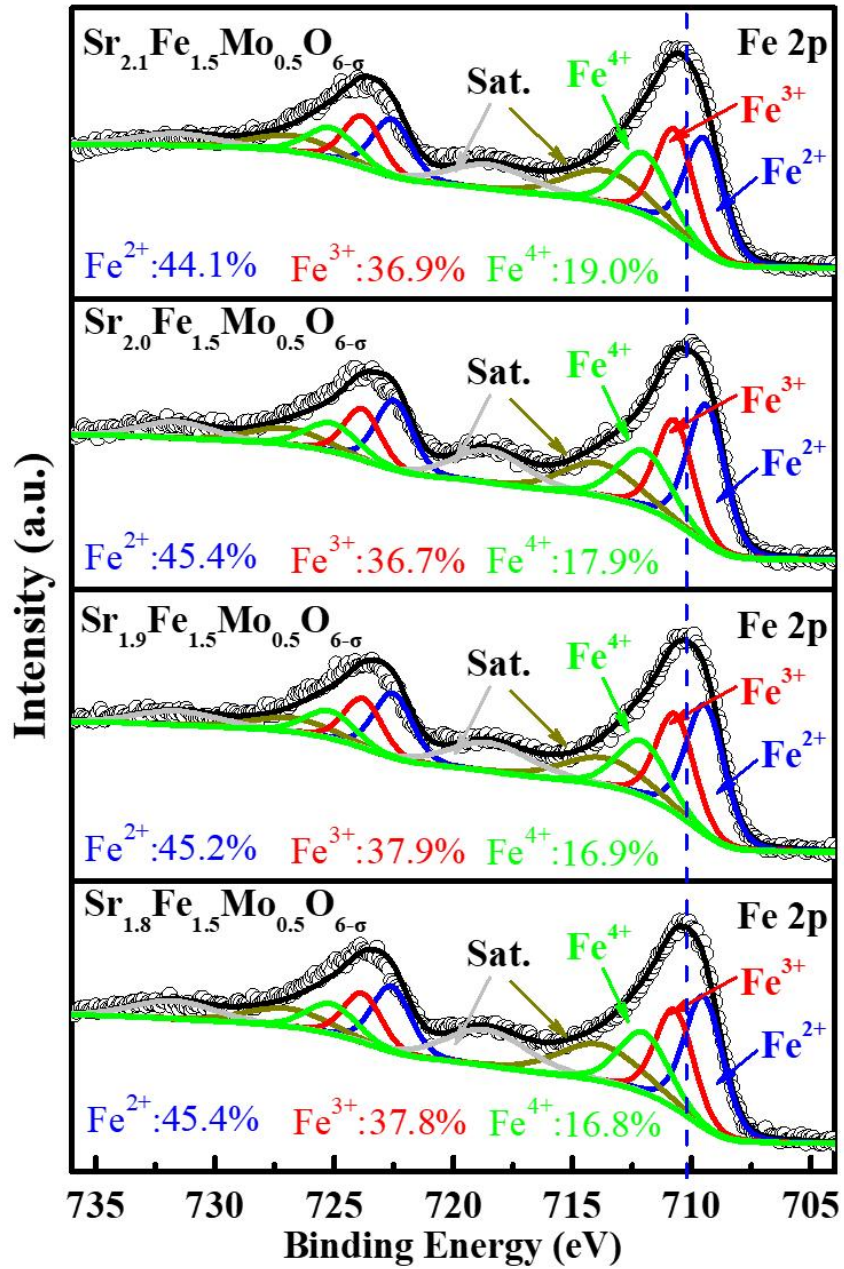 Intensity (a.u.)
Sr2.1Fe1.5Mo0.5O6-σ Fe 2p
Sat. Fe4+ Fe3+ Fe2+
Fe2+:44.1% Fe3+:36.9% Fe4+:19.0%
Sr2.0Fe1.5Mo0.5O6-σ
Sat. Fe4+ Fe3+ Fe2+
Fe2+:45.4% Fe3+:36.7% Fe4+:17.9%
Sr1.9Fe1.5Mo0.5O6-σ Fe 2p
Sat. Fe4+ Fe3+ Fe2+
Fe2+:45.2% Fe3+:37.9% Fe4+:16.9%
Sr1.8Fe1.5Mo0.5O6-σ Fe 2p
Sat. Fe4+ Fe3+ Fe2+
Fe2+:45.4% Fe3+:37.8% Fe4+:16.8%
735 730 725 720 715 710 705
Binding Energy (eV)